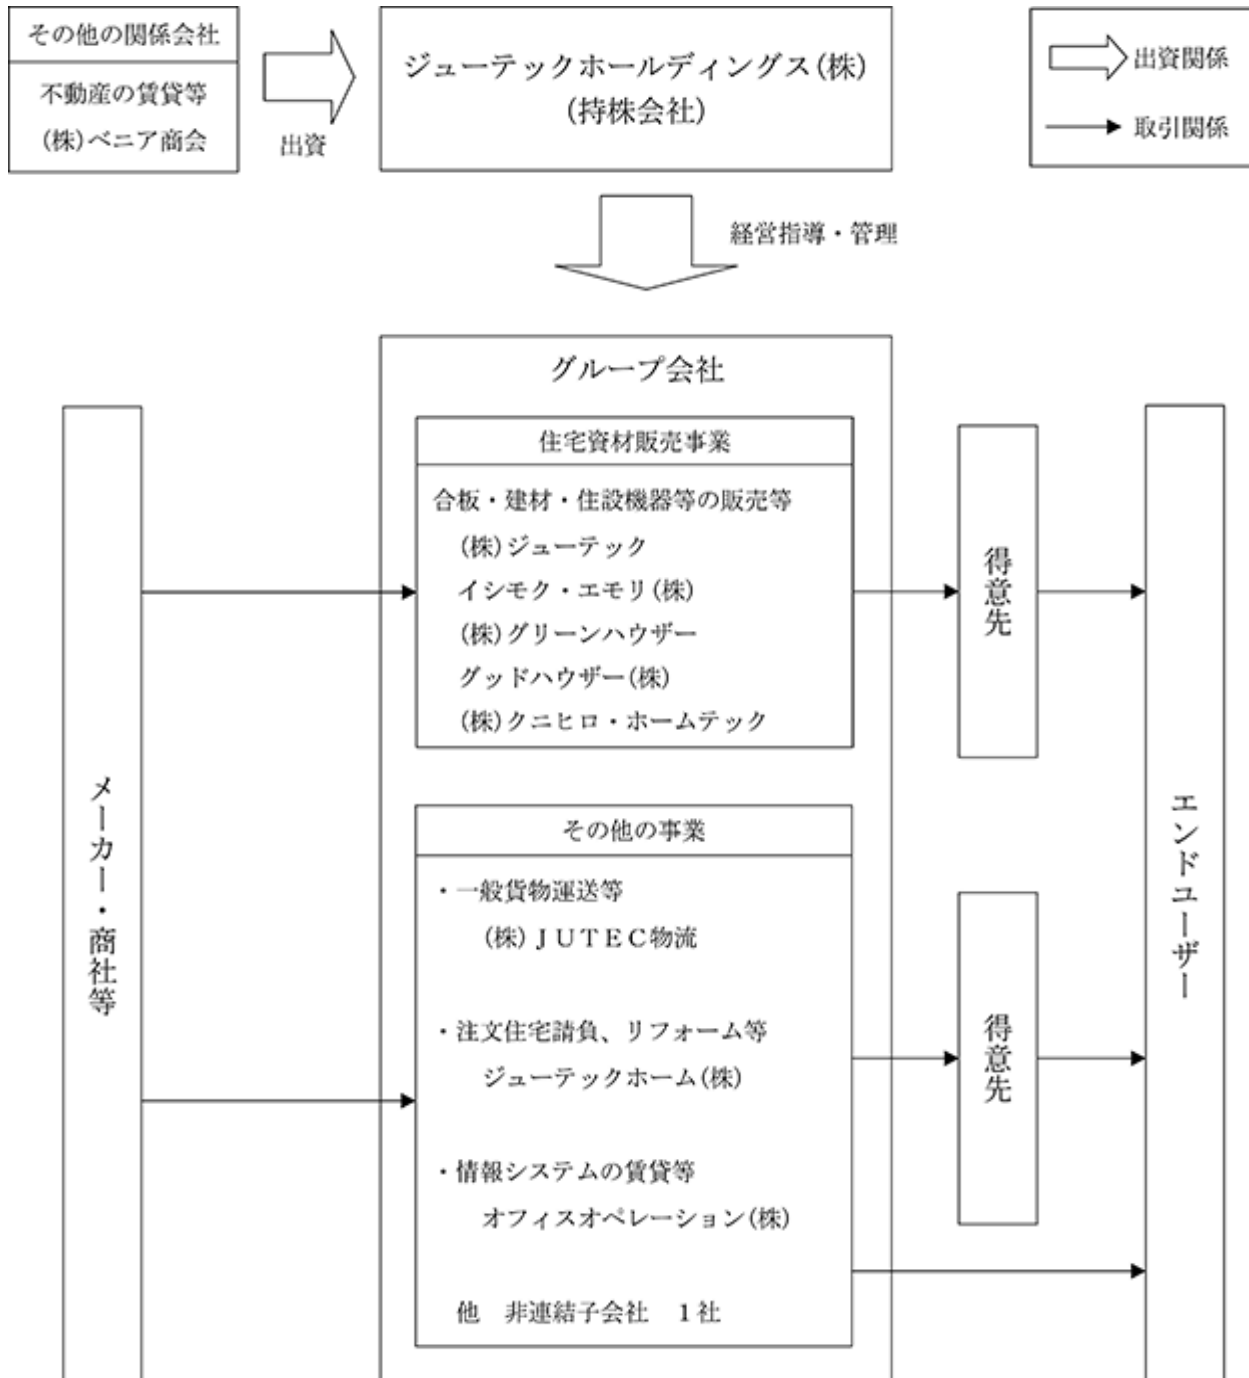 その他の関係会社
不動産の賃貸等
(株)ベニア商会
出資
ジューテックホールディングス(株)
(持株会社)
出資関係
取引関係
経営指導・管理
グループ会社
住宅資材販売事業
合板・建材・住設機器等の販売等
(株)ジューテック
イシモク・エモリ(株)
(株)グリーンハウザー
グッドハウザー(株)
(株)クニヒロ・ホームテック
その他の事業
・一般貨物運送等
(株)ＪＵＴＥＣ物流
・注文住宅請負、リフォーム等
ジューテックホーム(株)
・情報システムの賃貸等
オフィスオペレーション(株)
他　非連結子会社　１社
メーカー・商社等
得意先
得意先
エンドユーザー